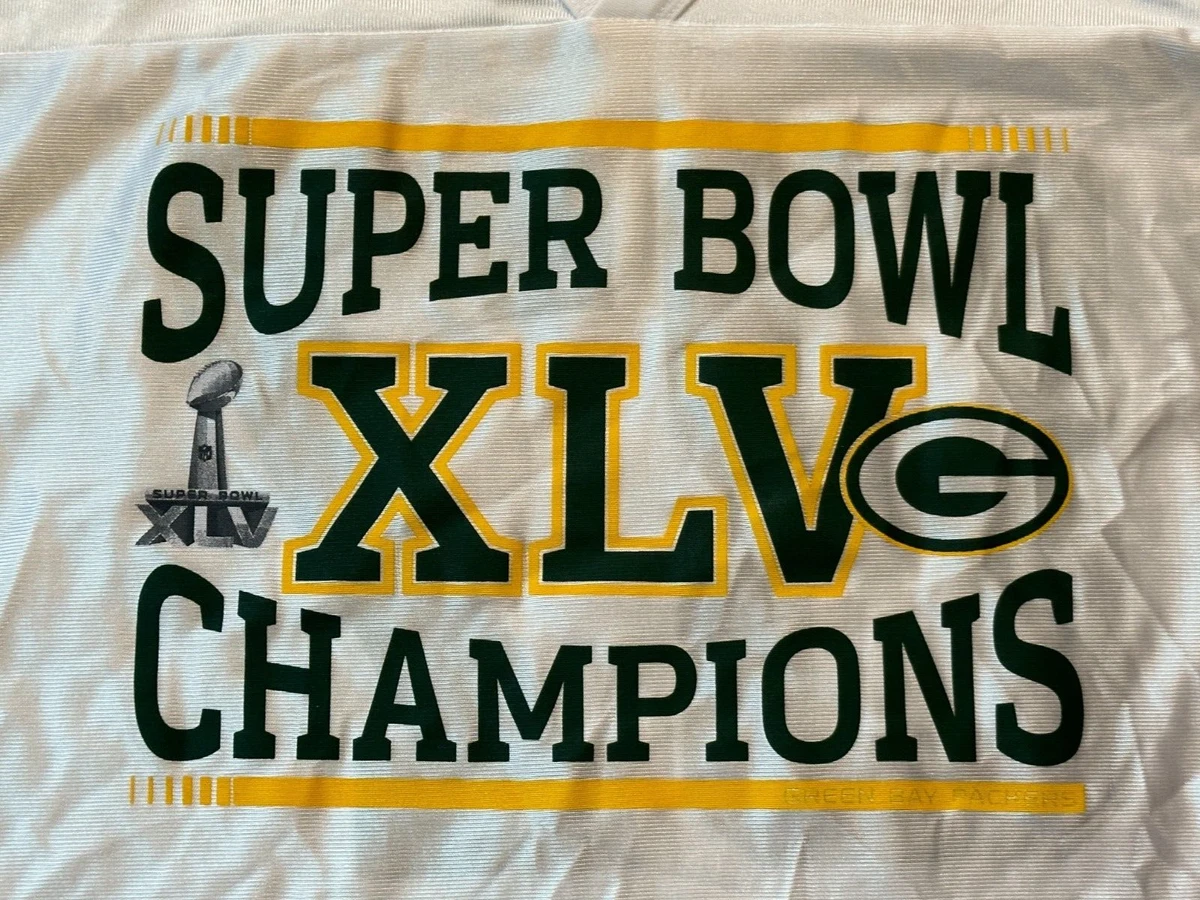 SUPER BOWL
XLV
SUPER BOWL
XLV
G
CHAMPIONS
GREEN BAY PACKERS